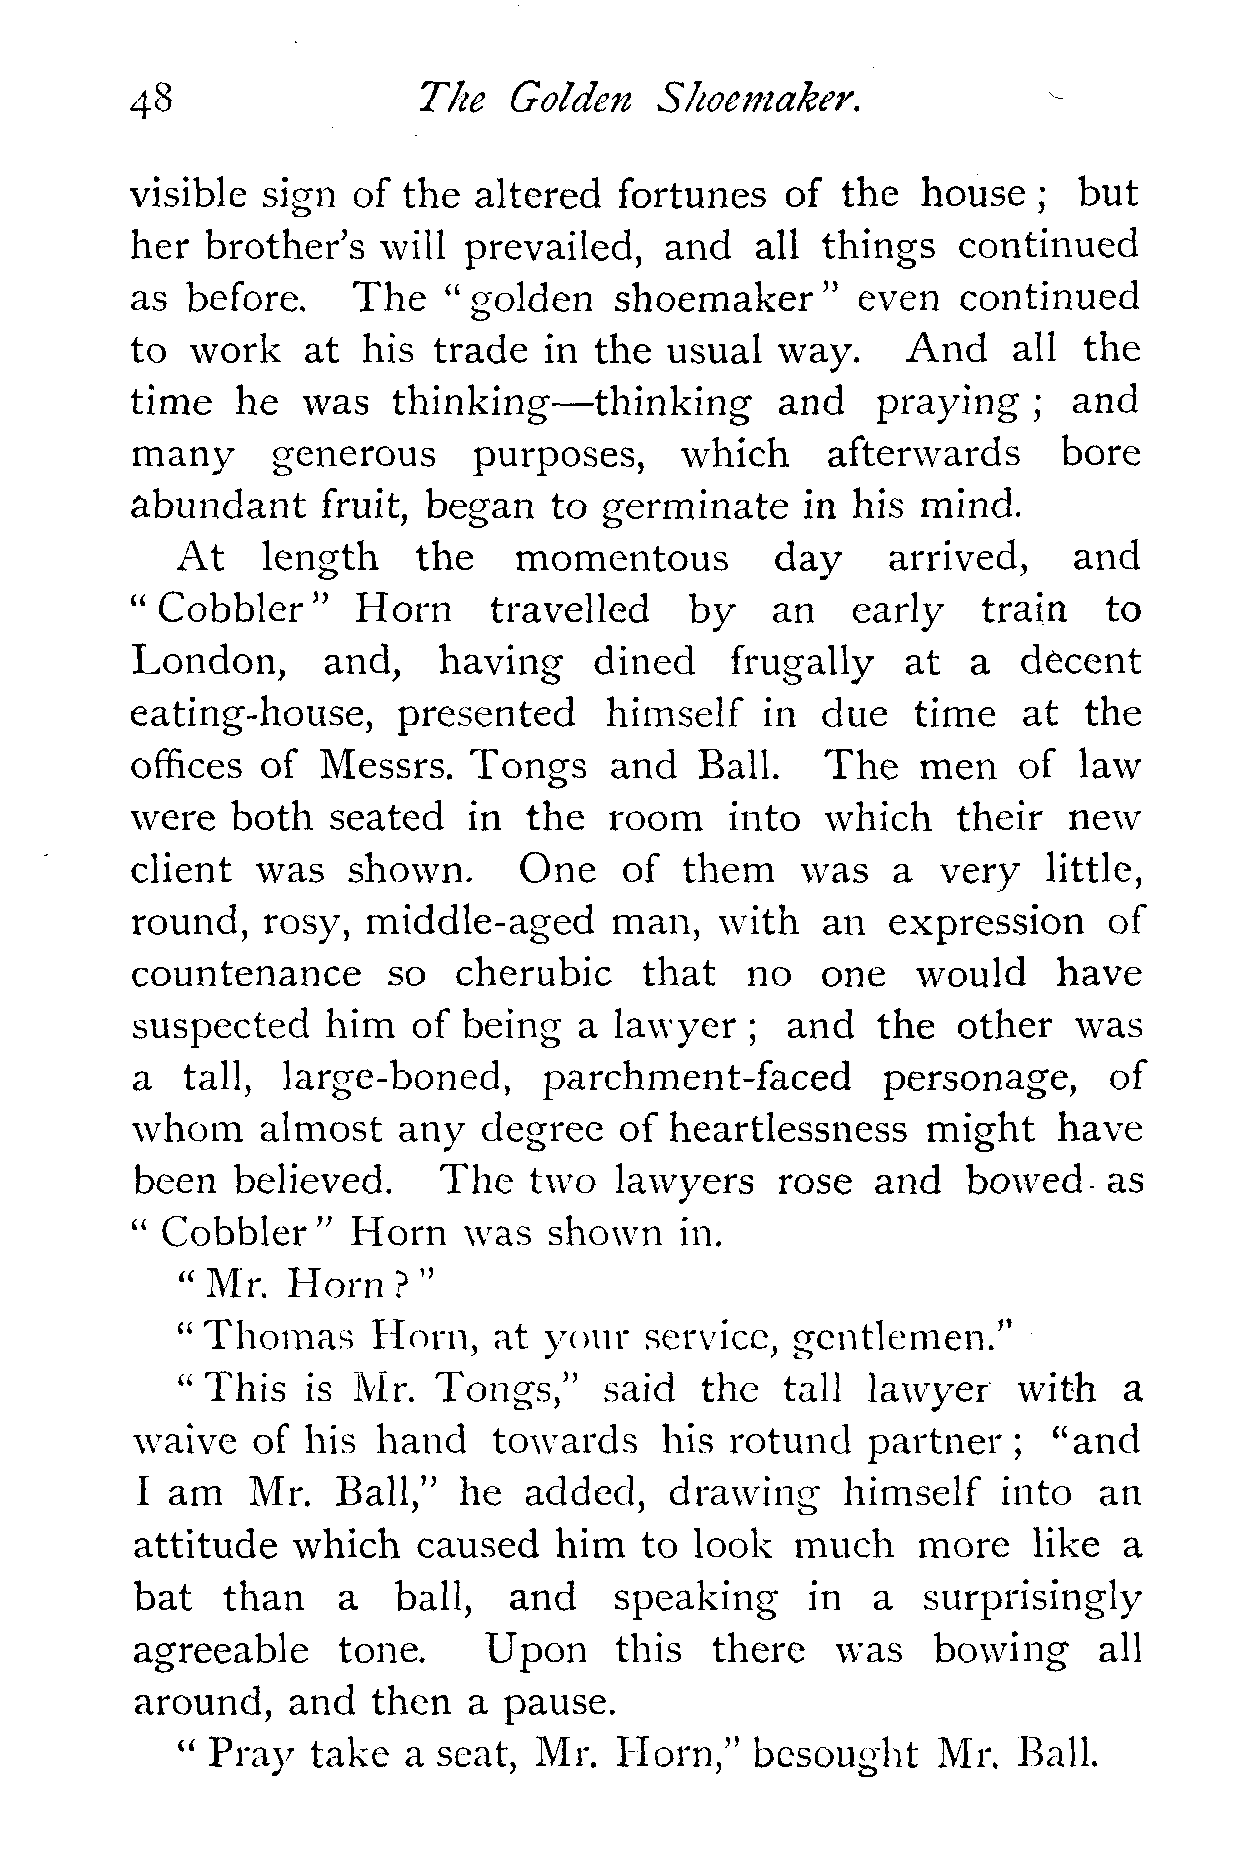 48 The Golden Shoemaker.
visible sign of the altered fortunes of the house ; but
her brother's will prevailed, and all things continued
as before. The " golden shoemaker " even continued
to work at his trade in the usual way. And all the
time he was thinking—thinking and praying ; and
many generous purposes, which afterwards bore
abundant fruit, began to germinate in his mind.
At length the momentous day arrived, and
" Cobbler " Horn travelled by an early train to
London, and, having dined frugally at a decent
eating-house, presented himself in due time at the
offices of Messrs. Tongs and Ball. The men of law
were both seated in the room into which their new
client was shown. One of them was a very little,
round, rosy, middle-aged man, with an expression of
countenance so cherubic that no one would have
suspected him of being a lawyer ; and the other was
a tall, large-boned, parchment-faced personage, of
whom almost any degree of heartlessness might have
been believed. The two lawyers rose and bowed as
" Cobbler " Horn was shown in.
" Mr. Horn ? "
" Thomas Horn, at your service, gentlemen."
" This is Mr. Tongs," said the tall lawyer with a
waive of his hand towards his rotund partner ; "and
I am Mr. Ball," he added, drawing himself into an
attitude which caused him to look much more like a
bat than a ball, and speaking in a surprisingly
agreeable tone. Upon this there was bowing all
around, and then a pause.
" Pray take a seat, Mr. Horn," besought Mr. Ball.